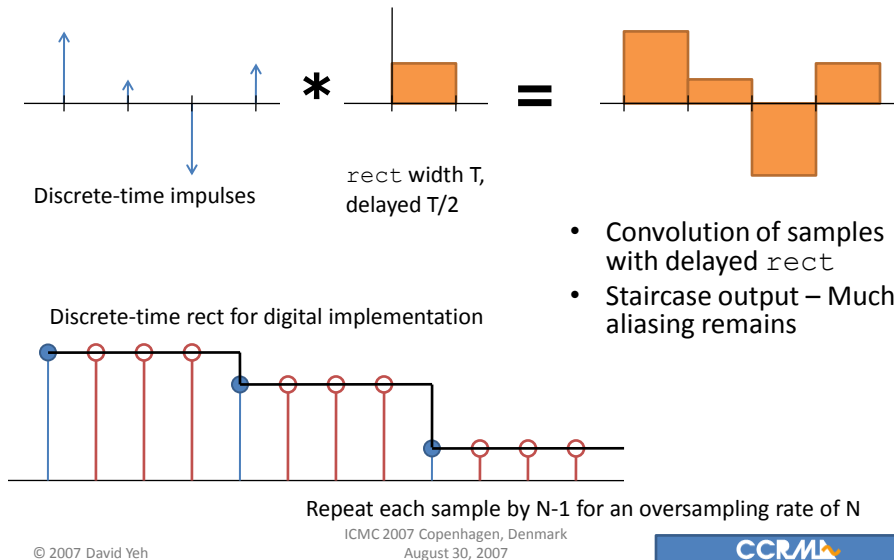 *
=
Discrete-time impulses
rect width T,
delayed T/2
• Convolution of samples
with delayed rect
• Staircase output – Much
aliasing remains
Discrete-time rect for digital implementation
Repeat each sample by N-1 for an oversampling rate of N
© 2007 David Yeh
ICMC 2007 Copenhagen, Denmark
August 30, 2007
CCRMA